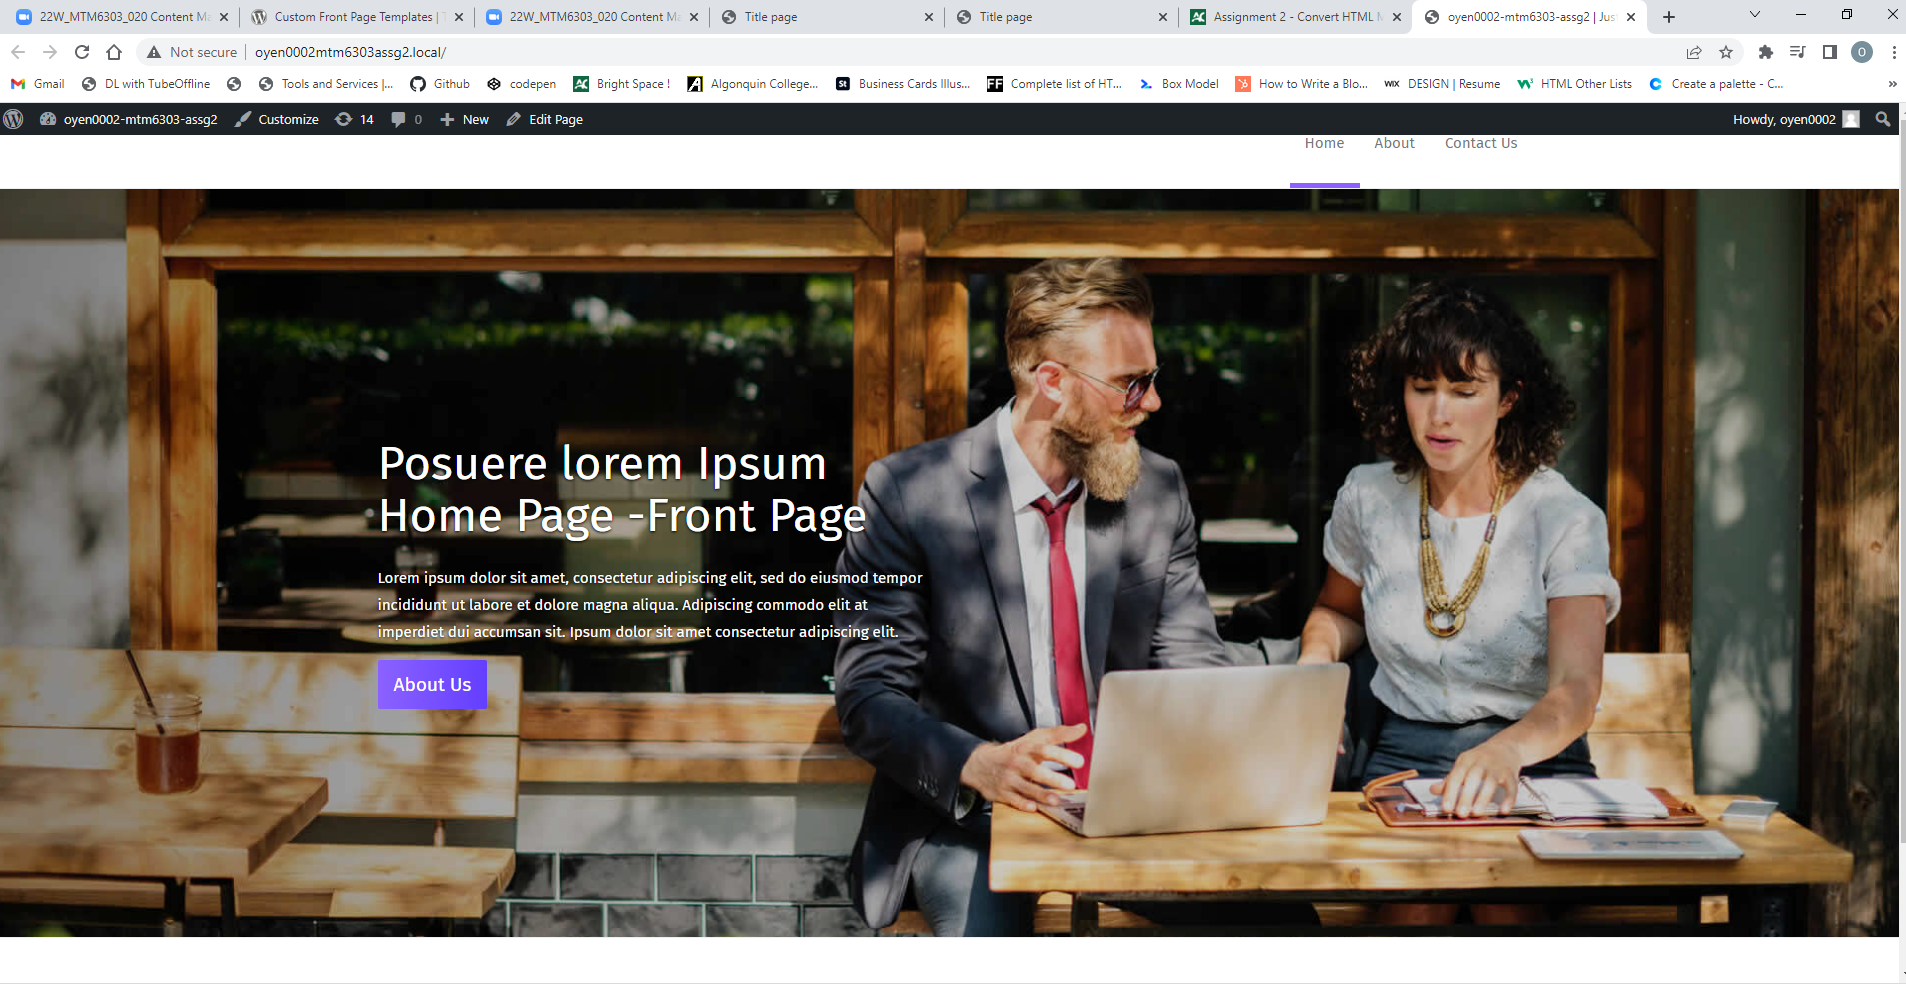 22W_MTM6303_020 Content Ma
Custom Front Page Templates | T
22W_MTM6303_020 Content Ma
Title page
Title page
Assignment 2 - Convert HTML M
oyen0002-mtm6303-assg2 | Jus
Not secure
oyen0002mtm6303assg2.local/
O
Gmail
DL with TubeOffline
Tools and Services |...
Github
codepen
Bright Space !
Algonquin College...
Business Cards Illus...
Complete list of HT...
Box Model
How to Write a Blo...
WIX DESIGN | Resume
HTML Other Lists
Create a palette - C...
oyen0002-mtm6303-assg2
Customize
14
0
New
Edit Page
Howdy, oyen0002
Home
About
Contact Us
Posuere lorem Ipsum
Home Page -Front Page
Lorem ipsum dolor sit amet, consectetur adipiscing elit, sed do eiusmod tempor
incididunt ut labore et dolore magna aliqua. Adipiscing commodo elit at
imperdiet dui accumsan sit. Ipsum dolor sit amet consectetur adipiscing elit.
About Us